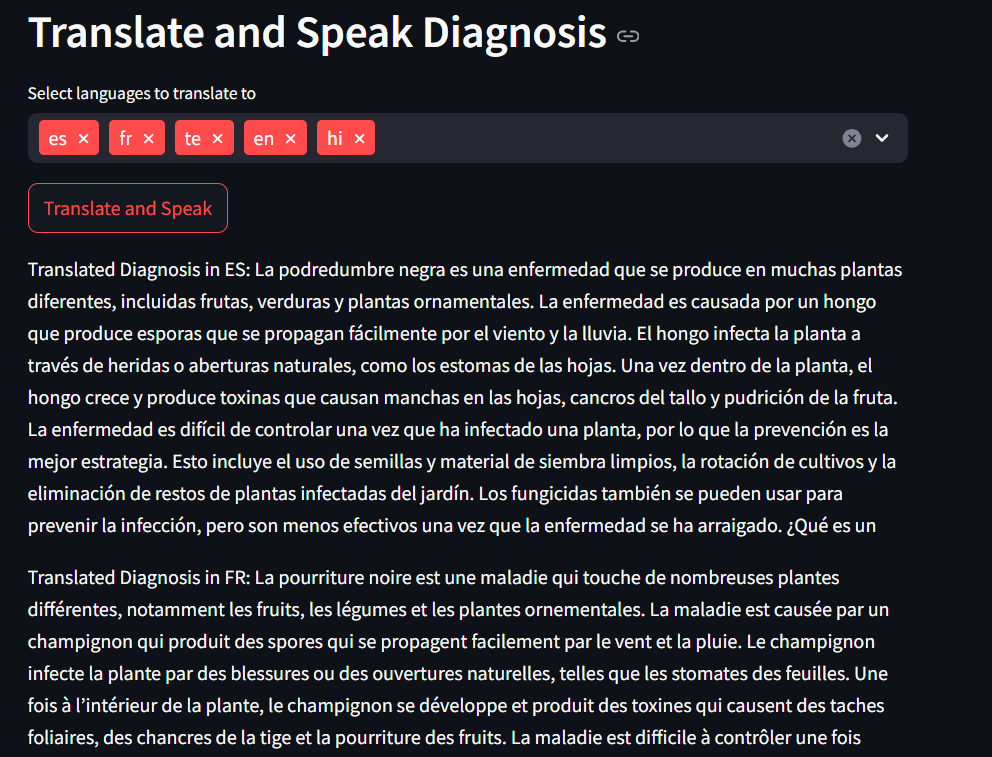 Translate and Speak Diagnosis
Select languages to translate to
es × fr × te × en × hi ×
Translate and Speak
Translated Diagnosis in ES: La podredumbre negra es una enfermedad que se produce en muchas plantas
diferentes, incluidas frutas, verduras y plantas ornamentales. La enfermedad es causada por un hongo
que produce esporas que se propagan fácilmente por el viento y la lluvia. El hongo infecta la planta a
través de heridas o aberturas naturales, como los estomas de las hojas. Una vez dentro de la planta, el
hongo crece y produce toxinas que causan manchas en las hojas, cancros del tallo y pudrición de la fruta.
La enfermedad es difícil de controlar una vez que ha infectado una planta, por lo que la prevención es la
mejor estrategia. Esto incluye el uso de semillas y material de siembra limpios, la rotación de cultivos y la
eliminación de restos de plantas infectadas del jardín. Los fungicidas también se pueden usar para
prevenir la infección, pero son menos efectivos una vez que la enfermedad se ha arraigado. ¿Qué es un
Translated Diagnosis in FR: La pourriture noire est une maladie qui touche de nombreuses plantes
différentes, notamment les fruits, les légumes et les plantes ornementales. La maladie est causée par un
champignon qui produit des spores qui se propagent facilement par le vent et la pluie. Le champignon
infecte la plante par des blessures ou des ouvertures naturelles, telles que les stomates des feuilles. Une
fois à l’intérieur de la plante, le champignon se développe et produit des toxines qui causent des taches
foliaires, des chancres de la tige et la pourriture des fruits. La maladie est difficile à contrôler une fois